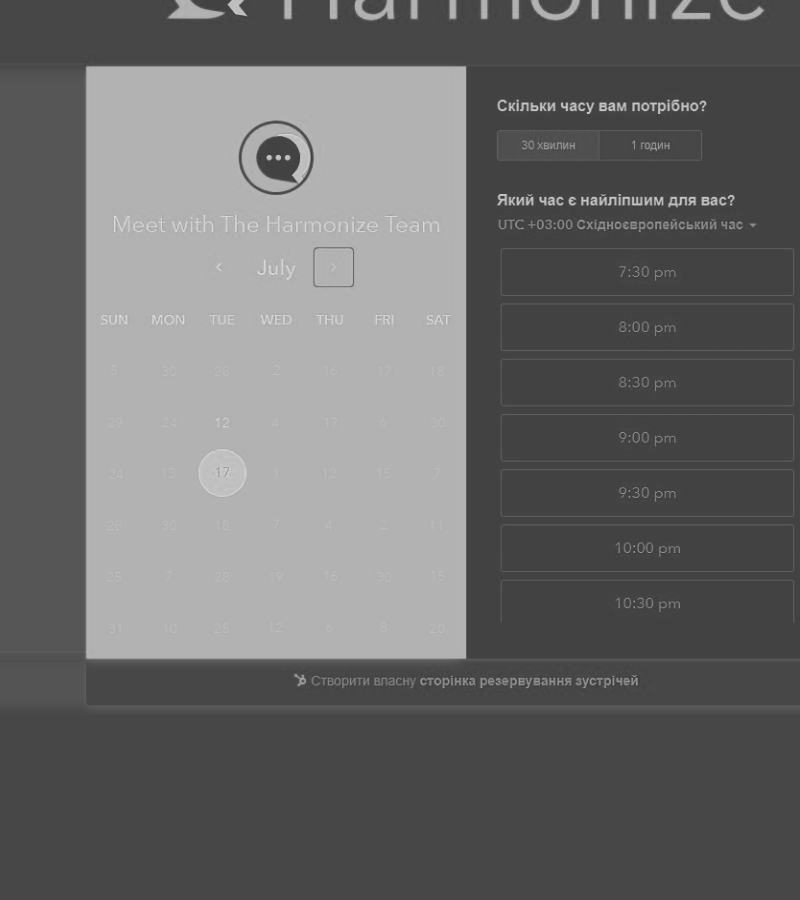 Harmonize
Meet with The Harmonize Team
July
SUN MON TUE WED THU FRI SAT
5 30 28 2 16 17 18
29 24 12 4 17 6 30
24 13 17 1 12 15 7
28 30 18 7 4 2 11
25 7 28 19 16 30 15
31 10 25 12 6 8 20
Скільки часу вам потрібно?
30 хвилин 1 годин
Який час є найліпшим для вас?
UTC +03:00 Східноєвропейський час
7:30 pm
8:00 pm
8:30 pm
9:00 pm
9:30 pm
10:00 pm
10:30 pm
Створити власну сторінка резервування зустрічей